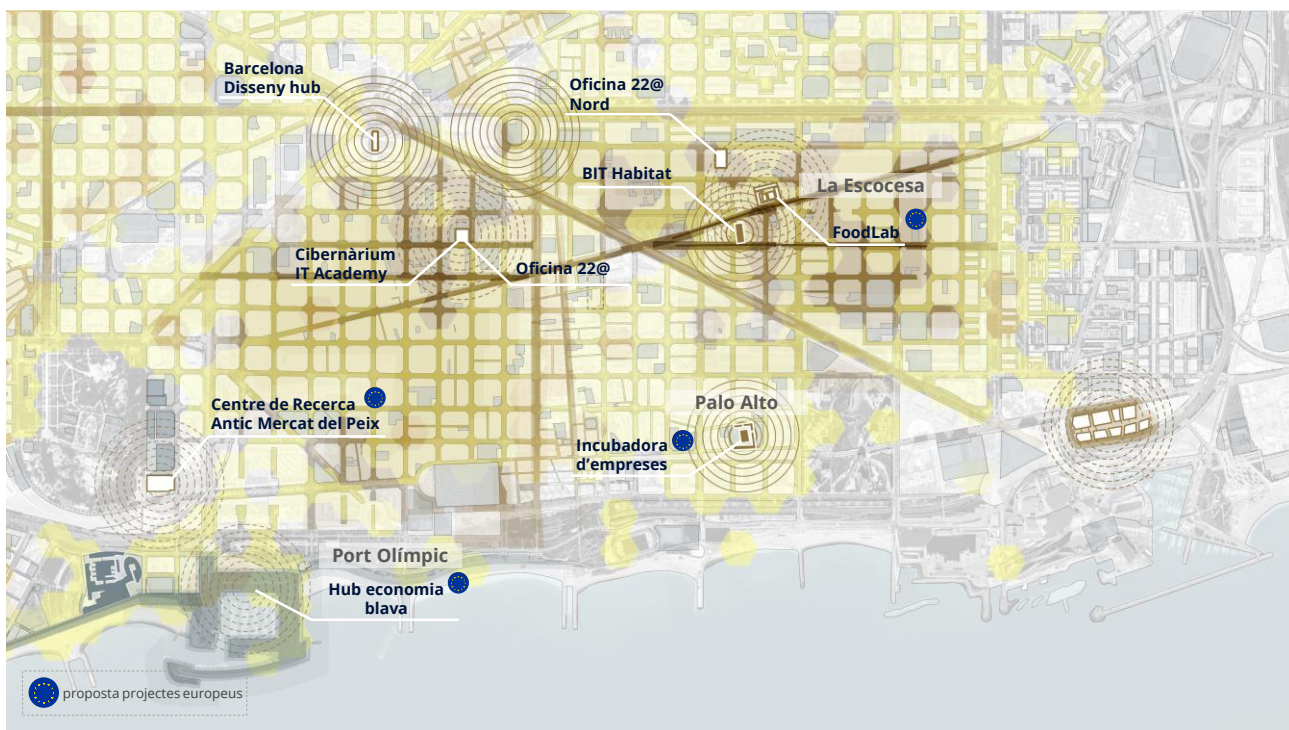 Barcelona
Disseny hub
Oficina 22@
Nord
BIT Habitat
La Escocesa
FoodLab
Cibernàrium
IT Academy
Oficina 22@
Centre de Recerca
Antic Mercat del Peix
Palo Alto
Incubadora
d'empreses
Port Olímpic
Hub economia
blava
proposta projectes europeus